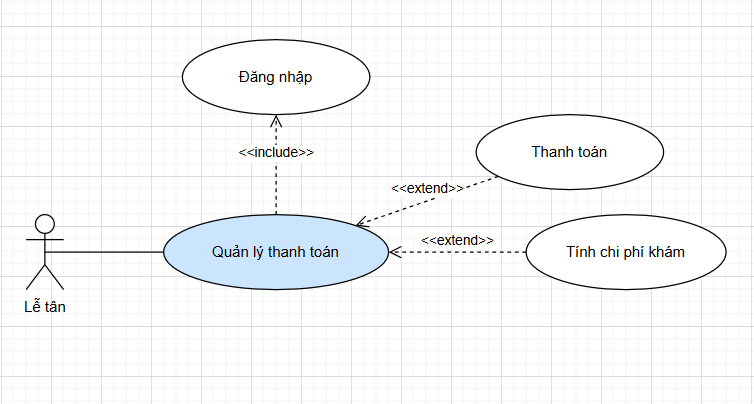 Đăng nhập
<<include>>
Thanh toán
<<extend>>
Quản lý thanh toán
<<extend>>
Tính chi phí khám
Lễ tân